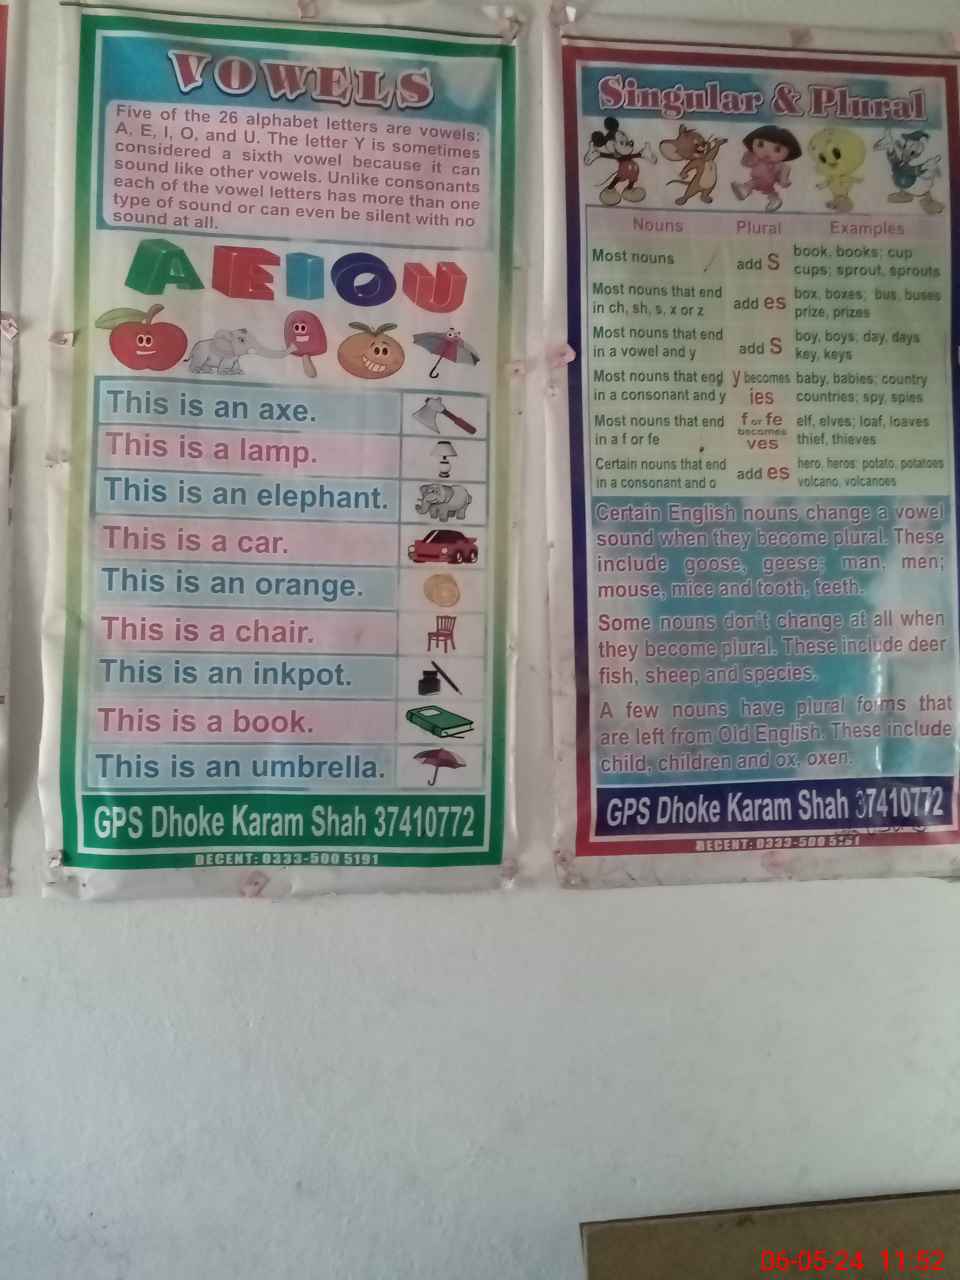 VOWELS
Five of the 26 alphabet letters are vowels:
A, E, I, O, and U. The letter Y is sometimes
considered a sixth vowel because it can
sound like other vowels. Unlike consonants
each of the vowel letters has more than one
type of sound or can even be silent with no
sound at all.
AEIOU
This is an axe.
This is a lamp.
This is an elephant.
This is a car.
This is an orange.
This is a chair.
This is an inkpot.
This is a book.
This is an umbrella.
GPS Dhoke Karam Shah 37410772
DECENT: 0333-500 5191
Singular & Plural
Nouns Plural Examples
Most nouns add S book, books; cup
cups; sprout, sprouts
Most nouns that end
in ch, sh, s, x or z add es box, boxes; bus, buses
prize, prizes
Most nouns that end
in a vowel and y add S boy, boys; day, days
key, keys
Most nouns that end
in a consonant and y y becomes
ies baby, babies; country
countries; spy, spies
Most nouns that end
in a f or fe f or fe
becomes
ves elf, elves; loaf, loaves
thief, thieves
Certain nouns that end
in a consonant and o add es hero, heros; potato, potatoes
volcano, volcanoes
Certain English nouns change a vowel
sound when they become plural. These
include goose, geese; man, men;
mouse, mice and tooth, teeth.
Some nouns don't change at all when
they become plural. These include deer
fish, sheep and species.
A few nouns have plural forms that
are left from Old English. These include
child, children and ox, oxen.
GPS Dhoke Karam Shah 37410772
DECENT: 0333-500
06-05-24 11:52